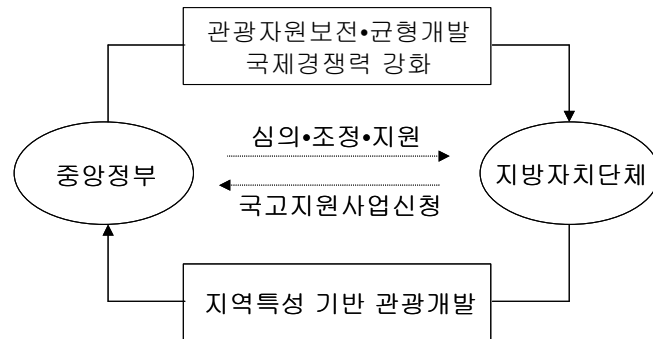 관광자원보전•균형개발
국제경쟁력 강화
심의•조정•지원
중앙정부
지방자치단체
국고지원사업신청
지역특성 기반 관광개발